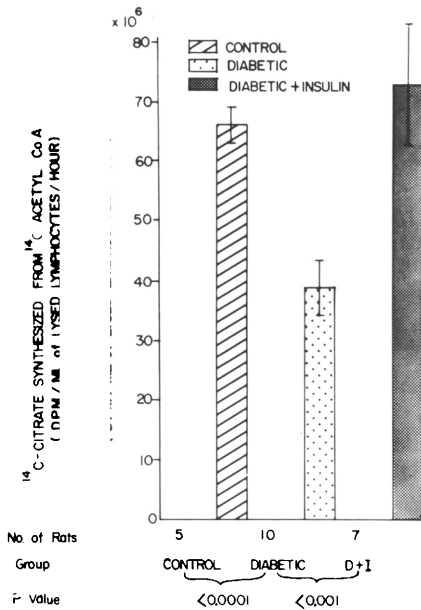 x 10⁶
80
70
60
50
40
30
20
10
0
CONTROL
DIABETIC
DIABETIC + INSULIN
¹⁴C-CITRATE SYNTHESIZED FROM ¹⁴C ACETYL CoA
(DPM/ML of LYSED LYMPHOCYTES/HOUR)
No. of Rats 5 10 7
Group CONTROL DIABETIC D+I
Value <0.0001 <0.001